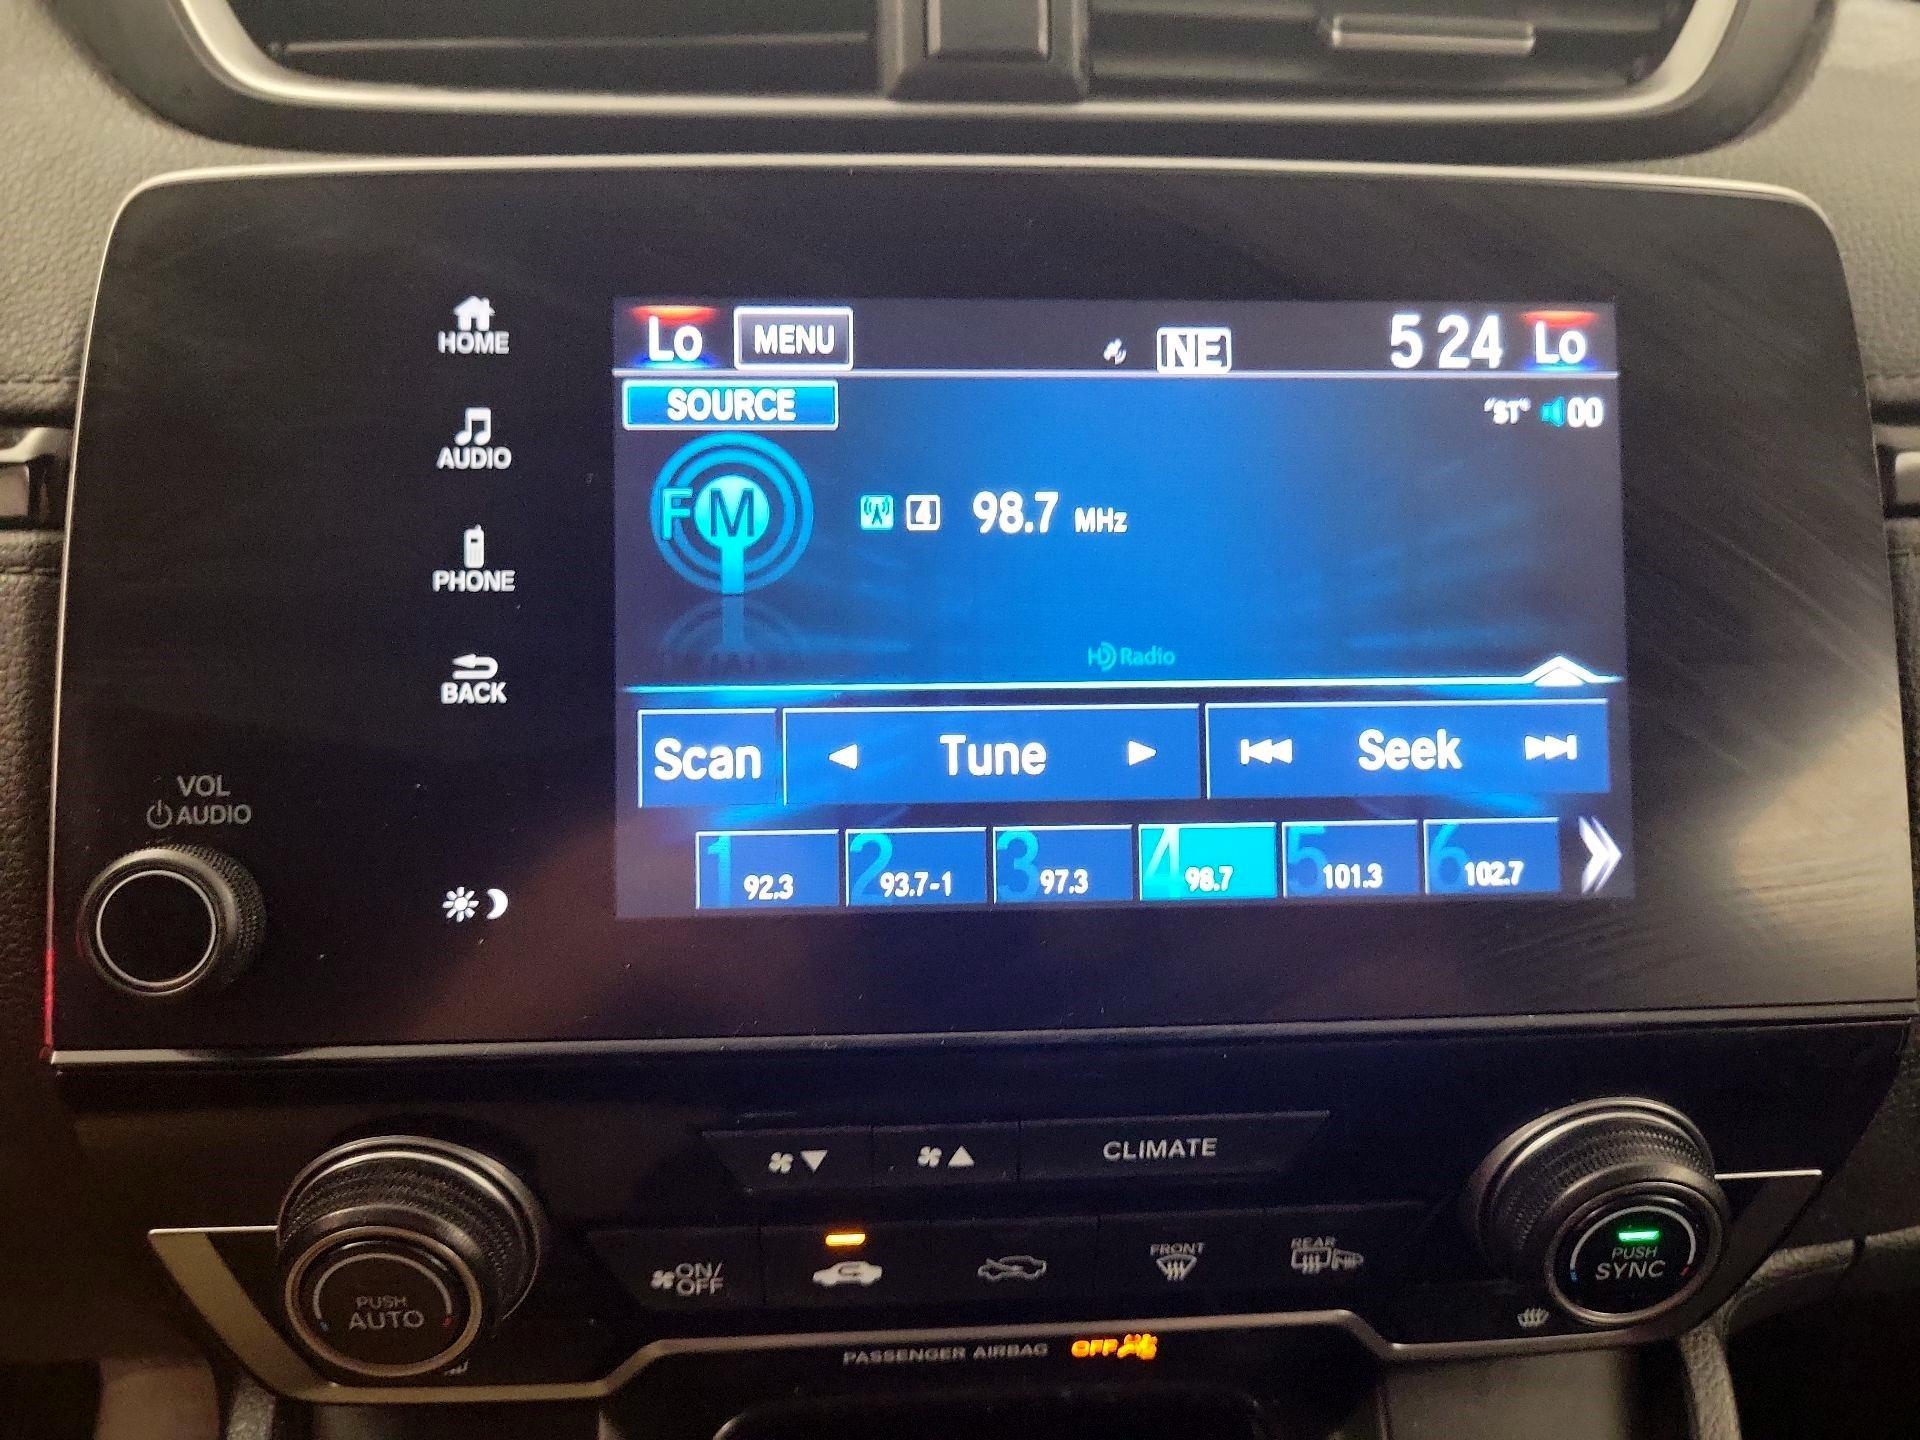 HOME
AUDIO
PHONE
BACK
VOL
AUDIO
Lo MENU NE 5 24 Lo
SOURCE "ST" 00
FM 4 98.7 MHz
HD Radio
Scan Tune Seek
1 92.3 2 93.7-1 3 97.3 4 98.7 5 101.3 6 102.7
CLIMATE
ON/
OFF
FRONT
REAR
PUSH
AUTO
PUSH
SYNC
PASSENGER AIRBAG OFF